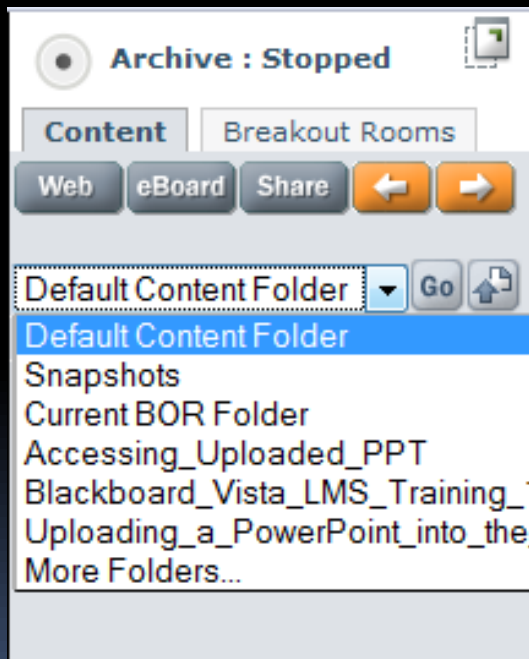 Archive : Stopped
Content Breakout Rooms
Web eBoard Share
Default Content Folder Go
Default Content Folder
Snapshots
Current BOR Folder
Accessing_Uploaded_PPT
Blackboard_Vista_LMS_Training_
Uploading_a_PowerPoint_into_the
More Folders...